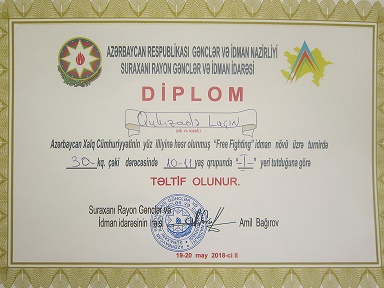 AZƏRBAYCAN RESPUBLİKASI GƏNCLƏR VƏ İDMAN NAZİRLİYİ
SURAXANI RAYON GƏNCLƏR VƏ İDMAN İDARƏSİ
DİPLOM
Quluzadə Laçın
Azərbaycan Xalq Cümhuriyyətinin yüz illiyinə həsr olunmuş "Free Fighting" idman növü üzrə turnirdə
30 kq. çəki dərəcəsində 10-11 yaş qrupunda "I" yeri tutduğuna görə
TƏLTİF OLUNUR.
Suraxanı Rayon Gənclər və
İdman idarəsinin rəisi Amil Bağırov
19-20 may 2018-ci il